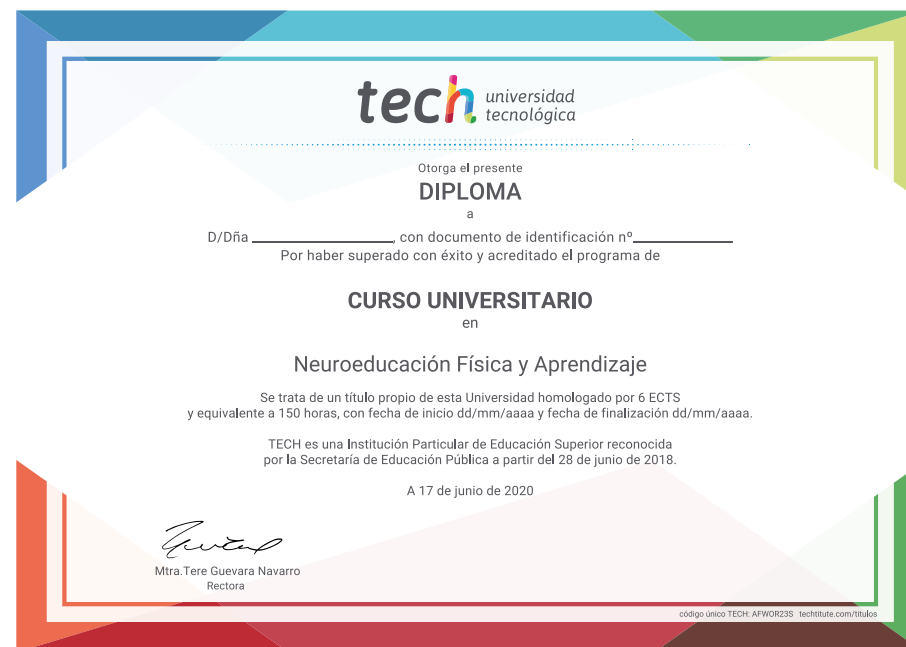 tech universidad
tecnológica
Otorga el presente
DIPLOMA
a
D/Dña ____________________, con documento de identificación nº______________
Por haber superado con éxito y acreditado el programa de
CURSO UNIVERSITARIO
en
Neuroeducación Física y Aprendizaje
Se trata de un título propio de esta Universidad homologado por 6 ECTS
y equivalente a 150 horas, con fecha de inicio dd/mm/aaaa y fecha de finalización dd/mm/aaaa.
TECH es una Institución Particular de Educación Superior reconocida
por la Secretaría de Educación Pública a partir del 28 de junio de 2018.
A 17 de junio de 2020
Mtra.Tere Guevara Navarro
Rectora
código único TECH: AFWOR23S techtitute.com/titulos